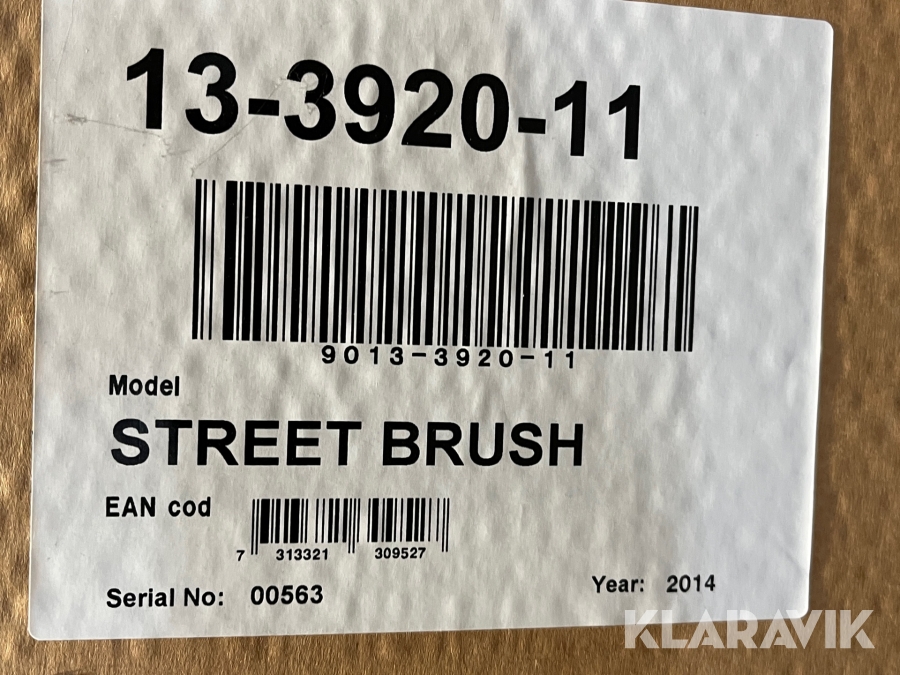 13-3920-11
9013-3920-11
Model
STREET BRUSH
EAN cod
7 313321 309527
Serial No: 00563
Year: 2014
KLARAVIK